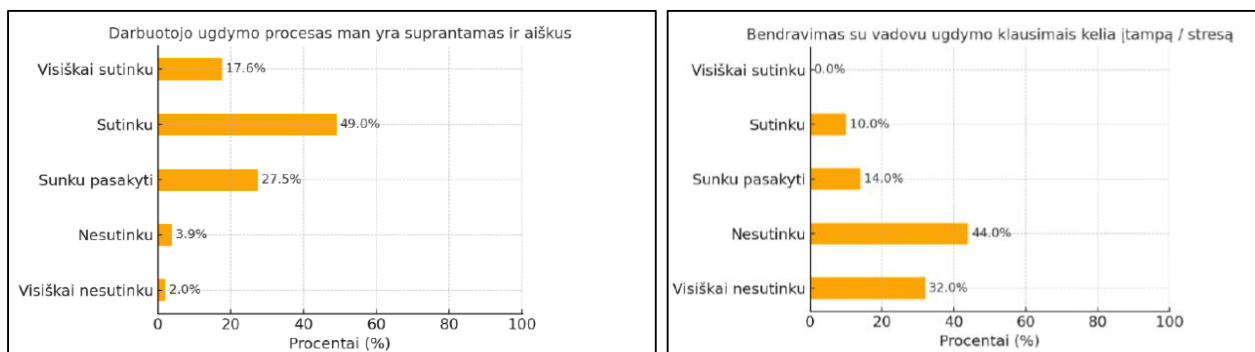 Darbuotojo ugdymo procesas man yra suprantamas ir aiškus
Visiškai sutinku
17.6%
Sutinku
49.0%
Sunku pasakyti
27.5%
Nesutinku
3.9%
Visiškai nesutinku
2.0%
0 20 40 60 80 100
Procentai (%)
Bendravimas su vadovu ugdymo klausimais kelia įtampą / stresą
Visiškai sutinku
0.0%
Sutinku
10.0%
Sunku pasakyti
14.0%
Nesutinku
44.0%
Visiškai nesutinku
32.0%
0 20 40 60 80 100
Procentai (%)